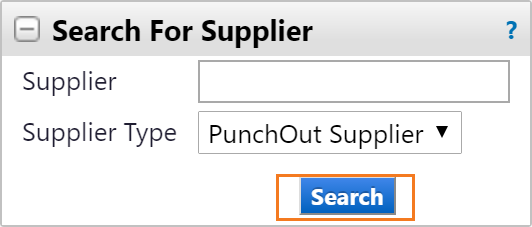 Search For Supplier ?
Supplier
Supplier Type PunchOut Supplier
Search